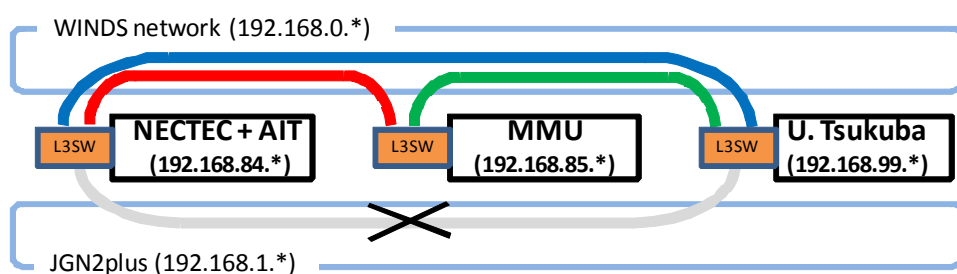 WINDS network (192.168.0.*)
L3SW
NECTEC + AIT
(192.168.84.*)
L3SW
MMU
(192.168.85.*)
L3SW
U. Tsukuba
(192.168.99.*)
JGN2plus (192.168.1.*)